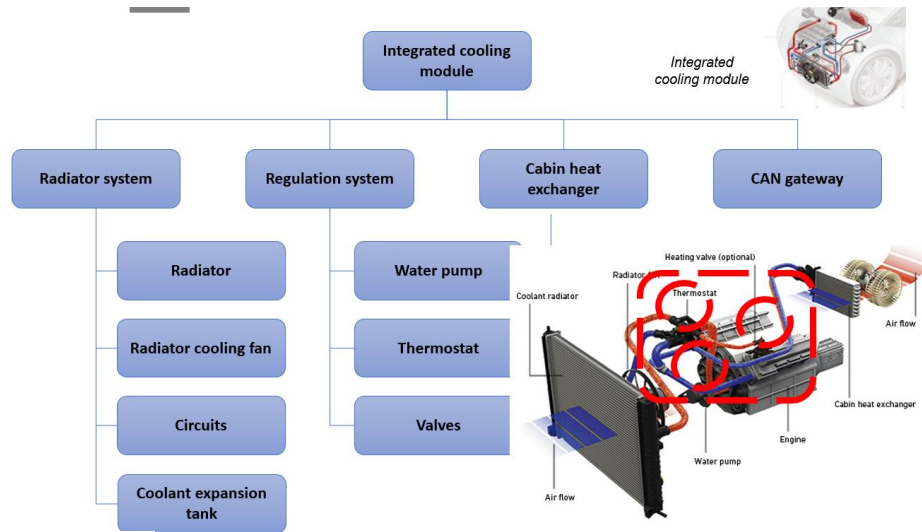 Integrated cooling
module
Integrated
cooling module
Radiator system
Regulation system
Cabin heat
exchanger
CAN gateway
Radiator
Radiator cooling fan
Circuits
Coolant expansion
tank
Water pump
Thermostat
Valves
Heating valve (optional)
Radiator
Thermostat
Coolant radiator
Air flow
Cabin heat exchanger
Engine
Water pump
Air flow